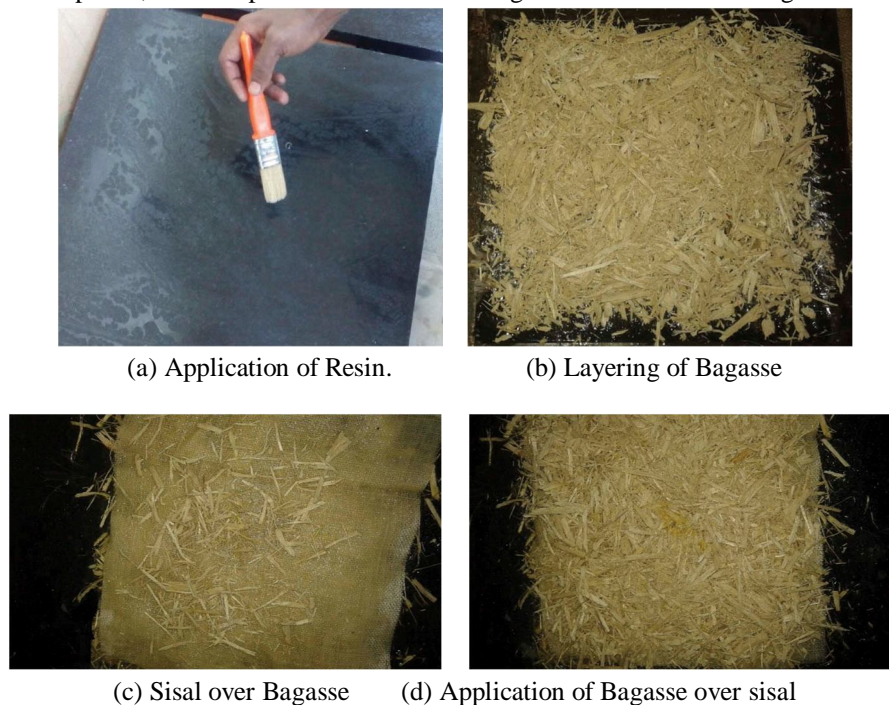 (a) Application of Resin.
(b) Layering of Bagasse
(c) Sisal over Bagasse
(d) Application of Bagasse over sisal